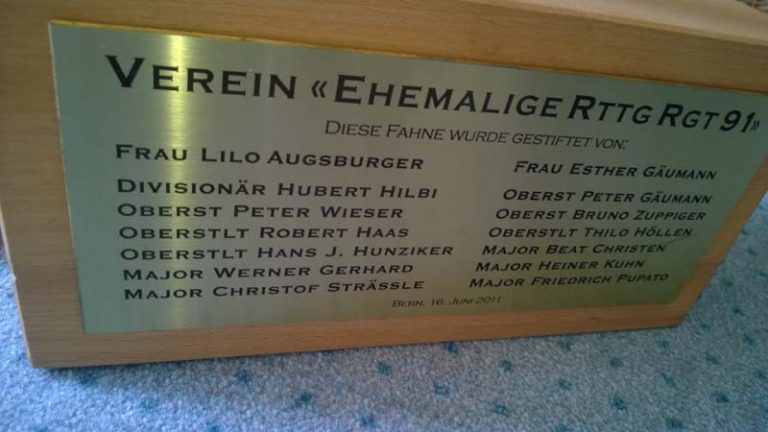 VEREIN «EHEMALIGE RTTG RGT 91»
DIESE FAHNE WURDE GESTIFTET VON:
FRAU LILO AUGSBURGER
FRAU ESTHER GÄUMANN
DIVISIONÄR HUBERT HILBI
OBERST PETER GÄUMANN
OBERST PETER WIESER
OBERST BRUNO ZUPPIGER
OBERSTLT ROBERT HAAS
OBERSTLT THILO HÖLLEN
OBERSTLT HANS J. HUNZIKER
MAJOR BEAT CHRISTEN
MAJOR WERNER GERHARD
MAJOR HEINER KUHN
MAJOR CHRISTOF STRÄSSLE
MAJOR FRIEDRICH PUPATO
BERN, 16. JUNI 2011